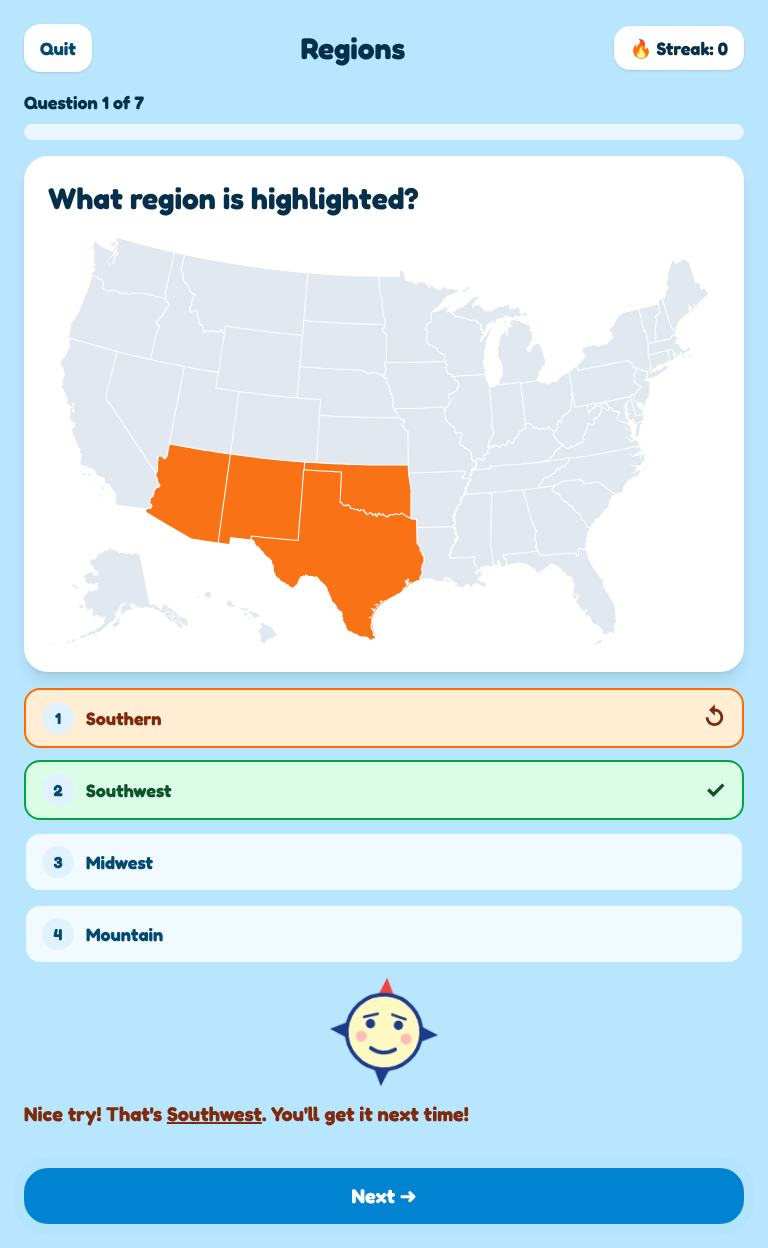 Quit
Regions
🔥 Streak: 0
Question 1 of 7
What region is highlighted?
1 Southern
2 Southwest
3 Midwest
4 Mountain
Nice try! That's Southwest. You'll get it next time!
Next →